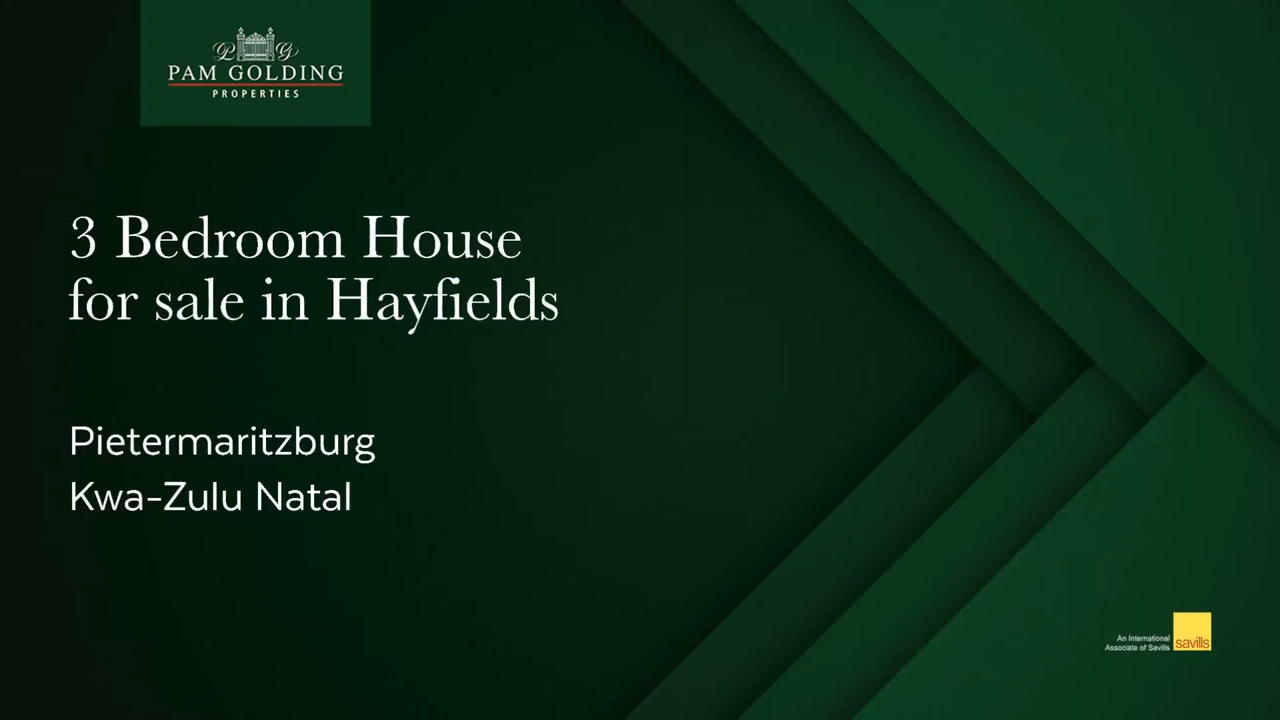 P G
PAM GOLDING
PROPERTIES
3 Bedroom House
for sale in Hayfields
Pietermaritzburg
Kwa-Zulu Natal
An International
Associate of Savills
savills